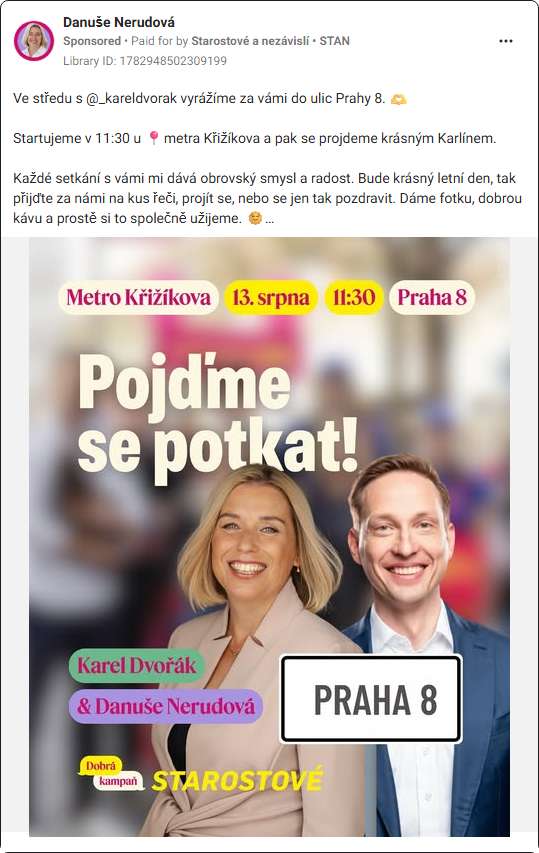 Danuše Nerudová
Sponsored • Paid for by Starostové a nezávislí • STAN
Library ID: 1782948502309199
Ve středu s @_kareldvorak vyrážíme za vámi do ulic Prahy 8. 🫶
Startujeme v 11:30 u 📍 metra Křižíkova a pak se projdeme krásným Karlínem.
Každé setkání s vámi mi dává obrovský smysl a radost. Bude krásný letní den, tak
přijďte za námi na kus řeči, projít se, nebo se jen tak pozdravit. Dáme fotku, dobrou
kávu a prostě si to společně užijeme. 😊 ...
Metro Křižíkova 13. srpna 11:30 Praha 8
Pojďme
se potkat!
Karel Dvořák
& Danuše Nerudová
PRAHA 8
Dobrá
kampaň
STAROSTOVÉ